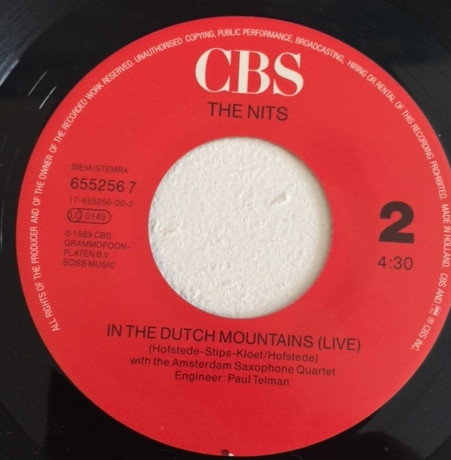 CBS
THE NITS
BIEM/STEMRA
655256 7
17-655256-00-2
LC 0149
℗ 1989 CBS
GRAMMOFOON-
PLATEN B.V.
SOSS MUSIC
2
4:30
IN THE DUTCH MOUNTAINS (LIVE)
(Hofstede-Stips-Kloet/Hofstede)
with the Amsterdam Saxophone Quartet
Engineer: Paul Telman
ALL RIGHTS OF THE PRODUCER AND OF THE OWNER OF THE RECORDED WORK RESERVED. UNAUTHORISED COPYING, PUBLIC PERFORMANCE, BROADCASTING, HIRING OR RENTAL OF THIS RECORDING PROHIBITED. MADE IN HOLLAND. CBS AND ® CBS INC.